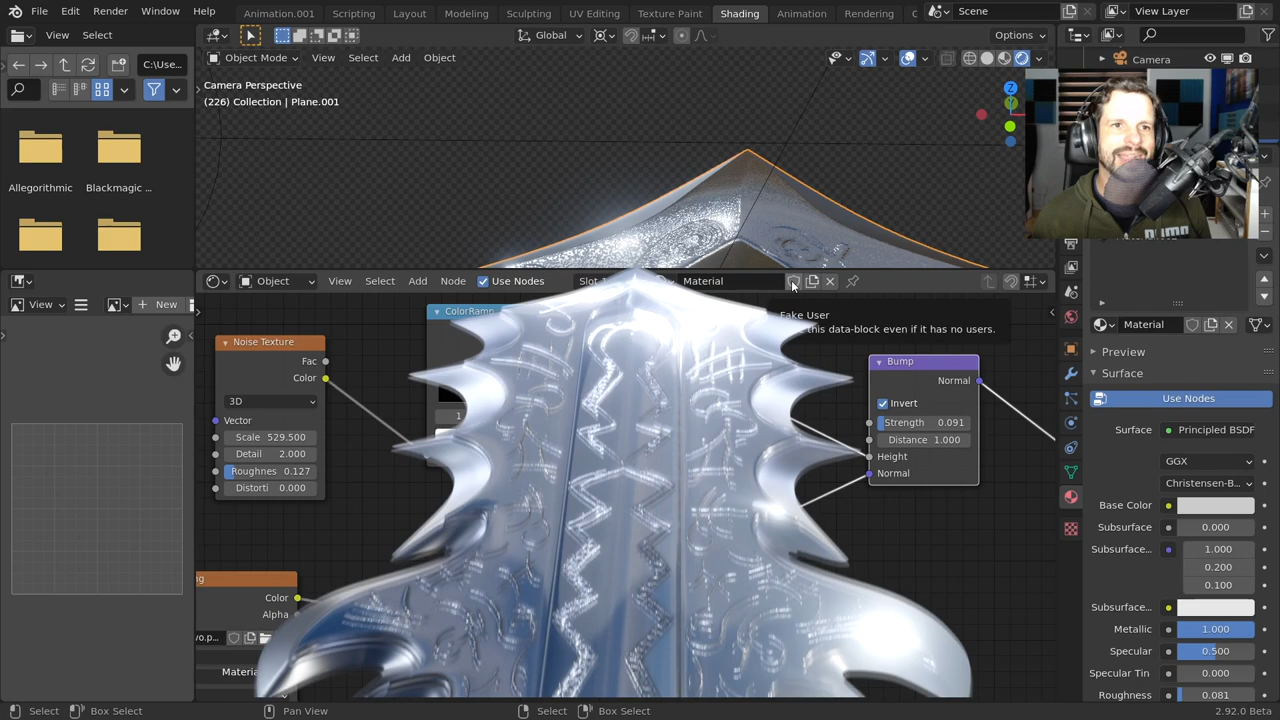 File Edit Render Window Help
Animation.001 Scripting Layout Modeling Sculpting UV Editing Texture Paint Shading Animation Rendering C
Scene
View Layer
View Select
Global
Options
C:\Use...
Object Mode View Select Add Object
Camera
Camera Perspective
(226) Collection | Plane.001
Z
Y
Allegorithmic Blackmagic ...
Object View Select Add Node Use Nodes Slot Material
View New
Fake User
this data-block even if it has no users.
ColorRamp
Noise Texture
Fac
Color
3D
Vector
Scale 529.500
Detail 2.000
Roughnes 0.127
Distorti 0.000
1
Bump
Normal
Invert
Strength 0.091
Distance 1.000
Height
Normal
ng
Color
Alpha
vo.p...
Materia
Material
Preview
Surface
Use Nodes
Surface Principled BSDF
GGX
Christensen-B...
Base Color
Subsurface 0.000
Subsurface... 1.000
0.200
0.100
Subsurface...
Metallic 1.000
Specular 0.500
Specular Tin 0.000
Roughness 0.081
Select Box Select Pan View Select Box Select 2.92.0 Beta